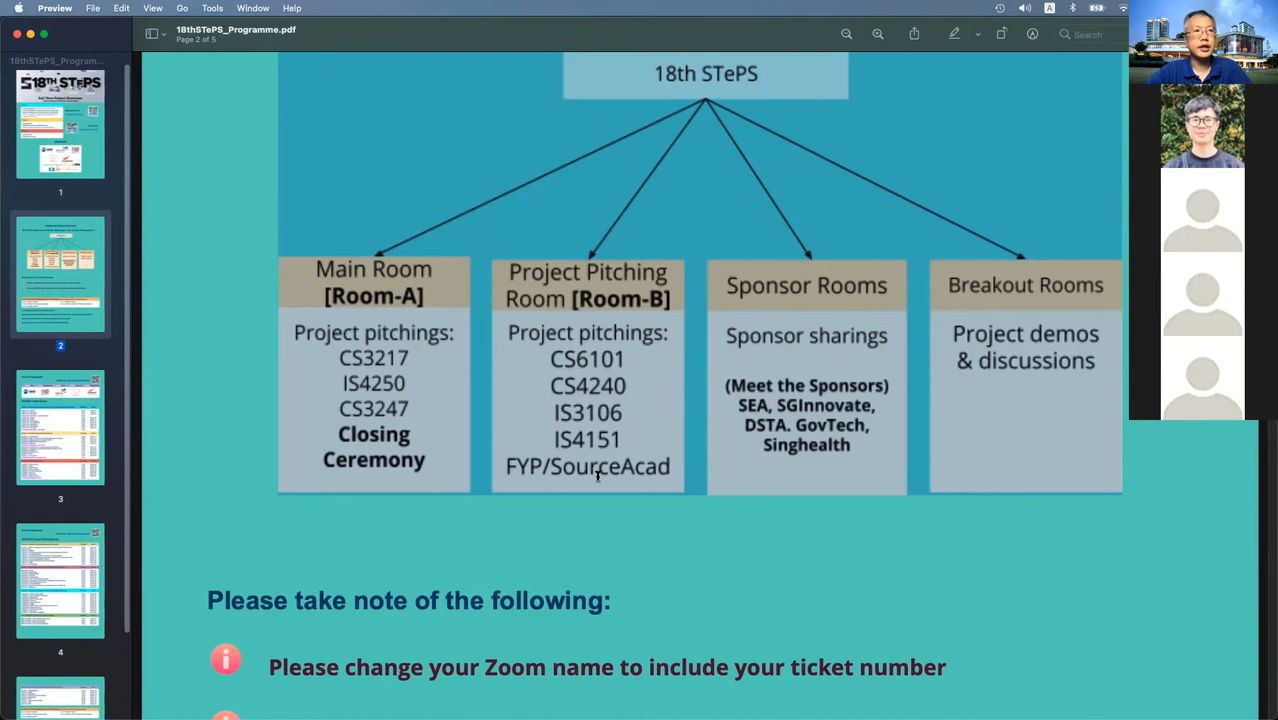 Preview File Edit View Go Tools Window Help
18thSTePS_Programme.pdf
Page 2 of 5
Search
18thSTePS_Programm...
18TH STePS
1
2
3
4
18th STePS
Main Room
[Room-A]
Project pitchings:
CS3217
IS4250
CS3247
Closing
Ceremony
Project Pitching
Room [Room-B]
Project pitchings:
CS6101
CS4240
IS3106
IS4151
FYP/SourceAcad
Sponsor Rooms
Sponsor sharings
(Meet the Sponsors)
SEA, SGInnovate,
DSTA. GovTech,
Singhealth
Breakout Rooms
Project demos
& discussions
Please take note of the following:
Please change your Zoom name to include your ticket number